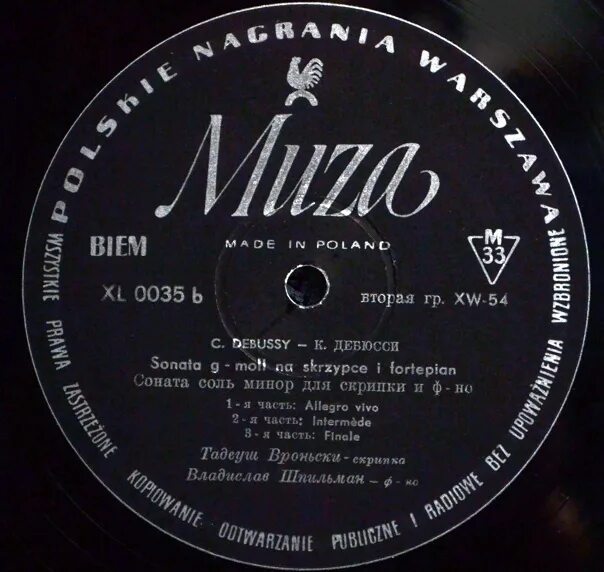 POLSKIE NAGRANIA WARSZAWA
Muza
MADE IN POLAND
BIEM
M
33
XL 0035 b
вторая гр. XW-54
C. DEBUSSY – К. ДЕБЮССИ
Sonata g-moll na skrzypce i fortepian
Соната соль минор для скрипки и ф-но
1-я часть: Allegro vivo
2-я часть: Intermède
3-я часть: Finale
Тадеуш Вроньски-скрипка
Владислав Шпильман-ф-но
WSZYSTKIE PRAWA ZASTRZEŻONE KOPIOWANIE ODTWARZANIE PUBLICZNE I RADIOWE BEZ UPOWAŻNIENIA WZBRONIONE